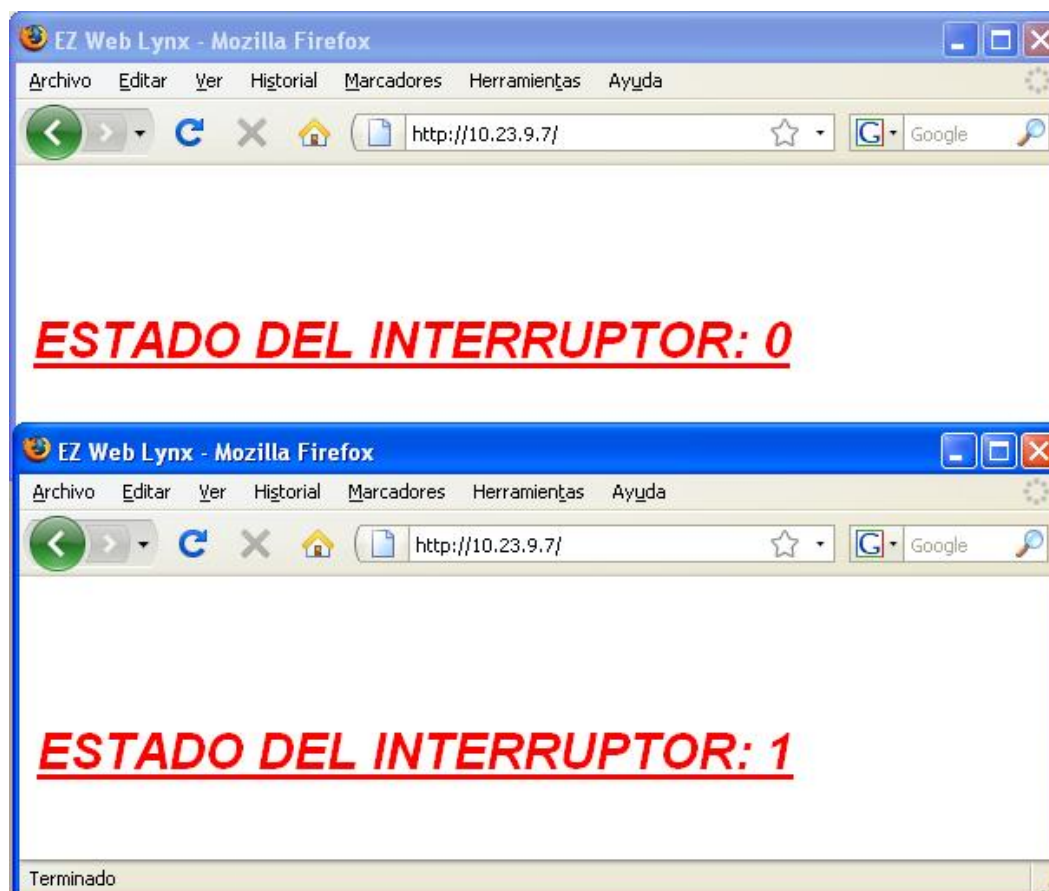 EZ Web Lynx - Mozilla Firefox
Archivo Editar Ver Historial Marcadores Herramientas Ayuda
http://10.23.9.7/ G Google
ESTADO DEL INTERRUPTOR: 0
EZ Web Lynx - Mozilla Firefox
Archivo Editar Ver Historial Marcadores Herramientas Ayuda
http://10.23.9.7/ G Google
ESTADO DEL INTERRUPTOR: 1
Terminado